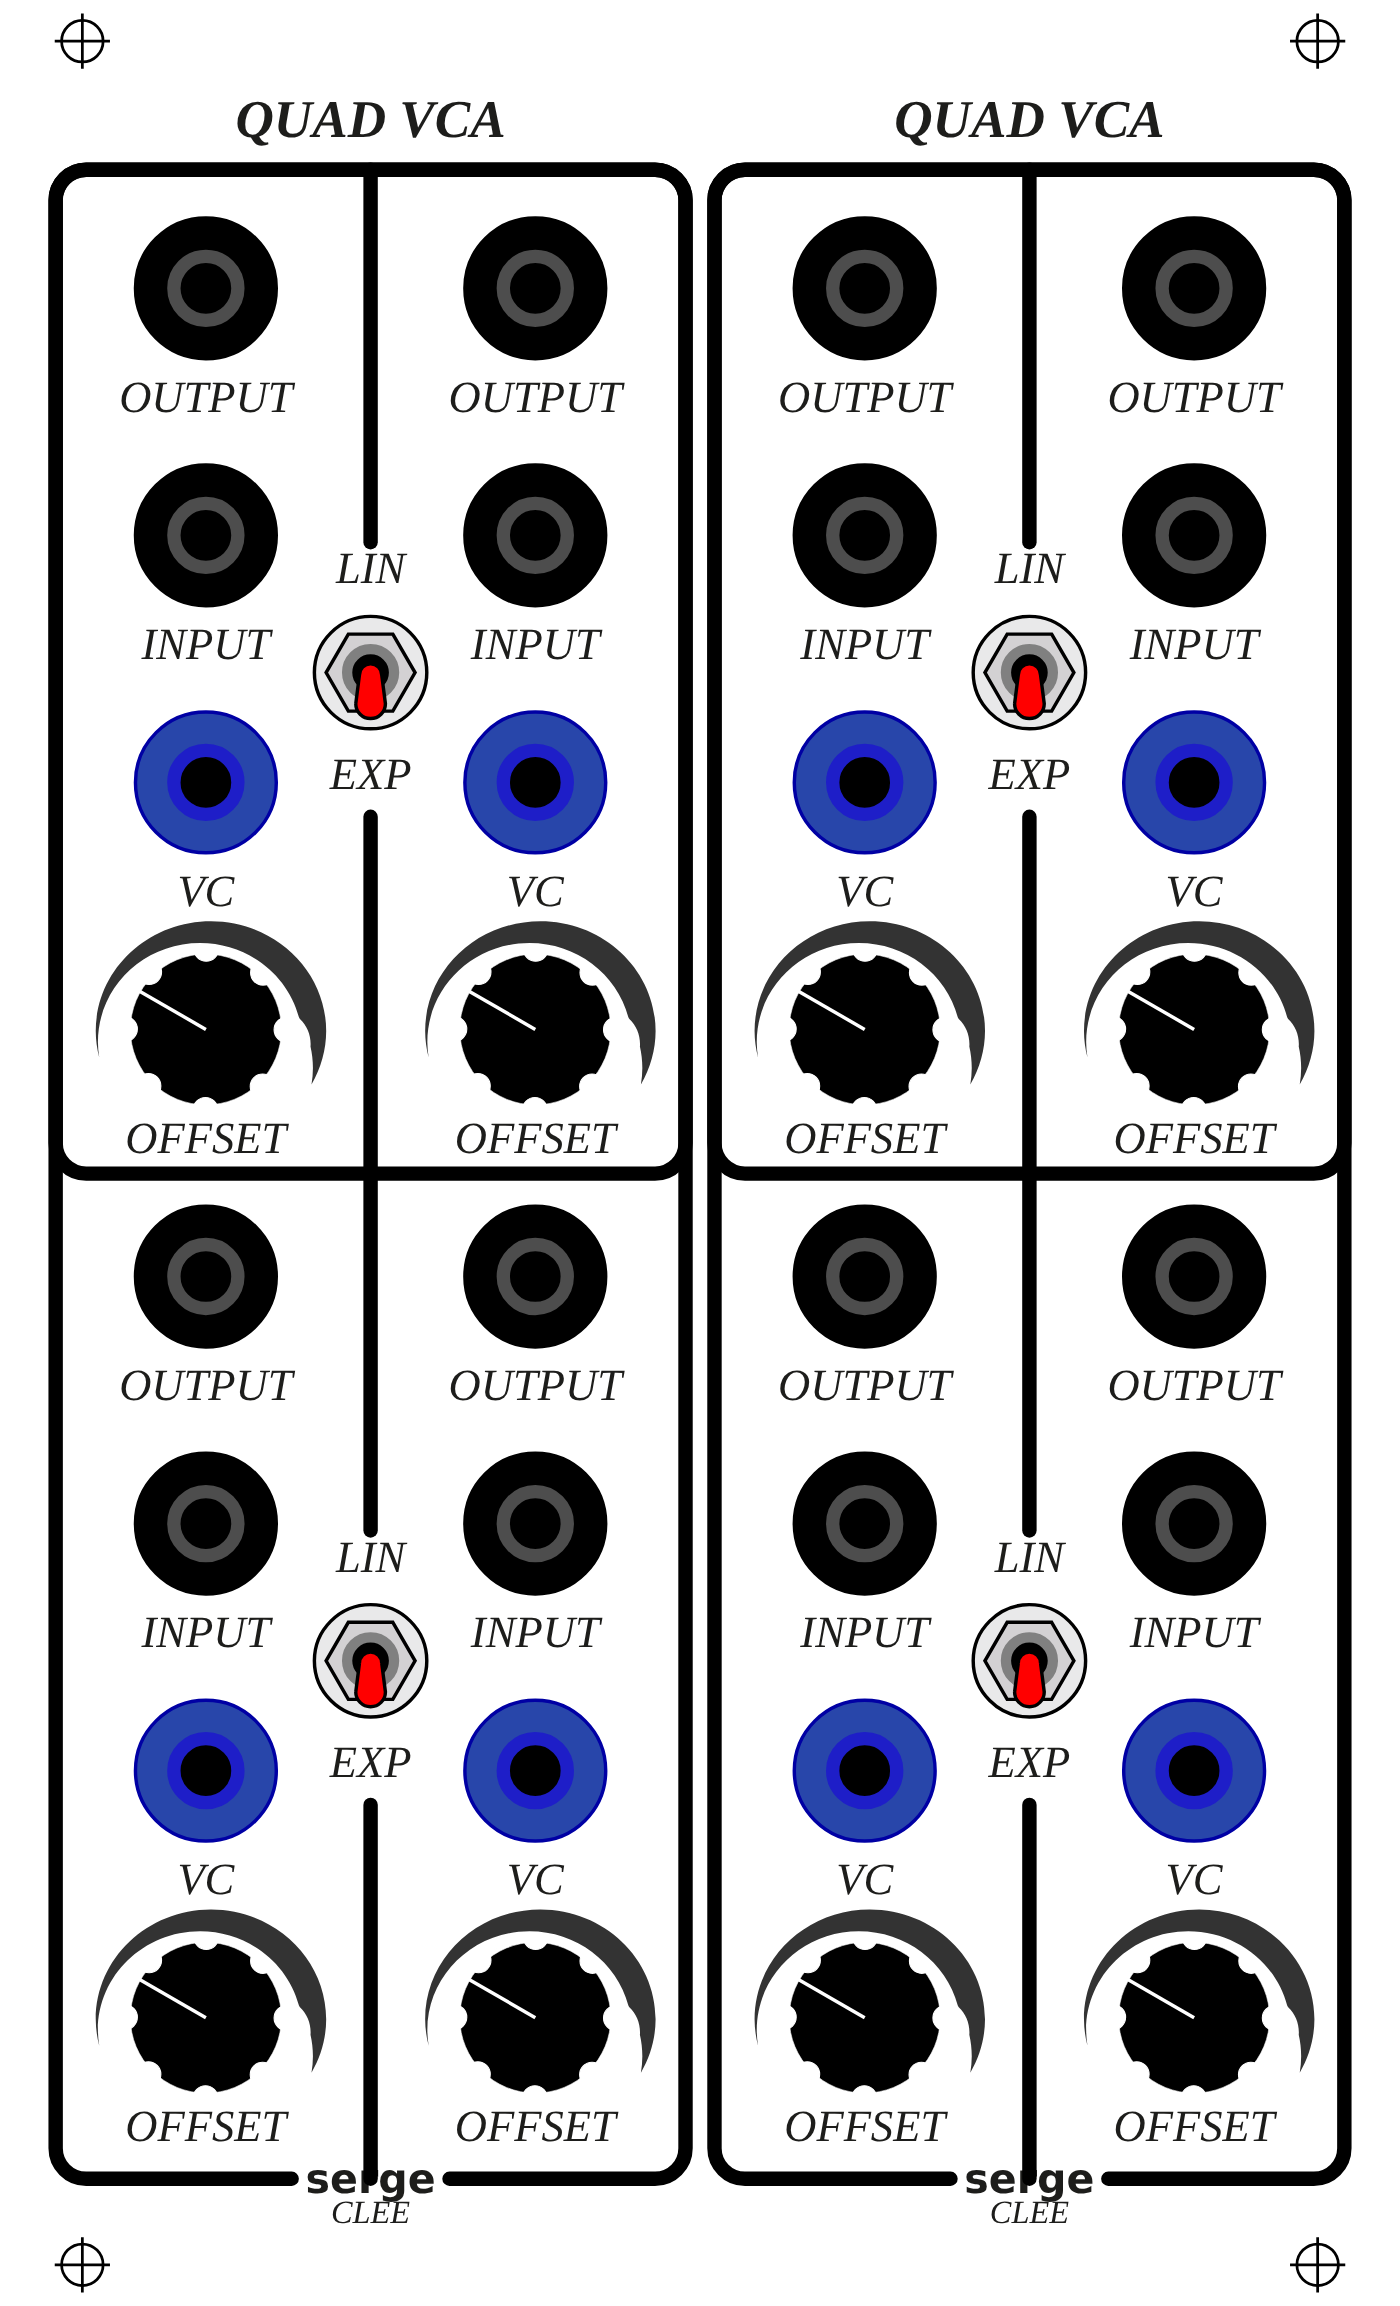 QUAD VCA QUAD VCA
OUTPUT OUTPUT OUTPUT OUTPUT
LIN LIN
INPUT INPUT INPUT INPUT
EXP EXP
VC VC VC VC
OFFSET OFFSET OFFSET OFFSET
OUTPUT OUTPUT OUTPUT OUTPUT
LIN LIN
INPUT INPUT INPUT INPUT
EXP EXP
VC VC VC VC
OFFSET OFFSET OFFSET OFFSET
serge serge
CLEE CLEE